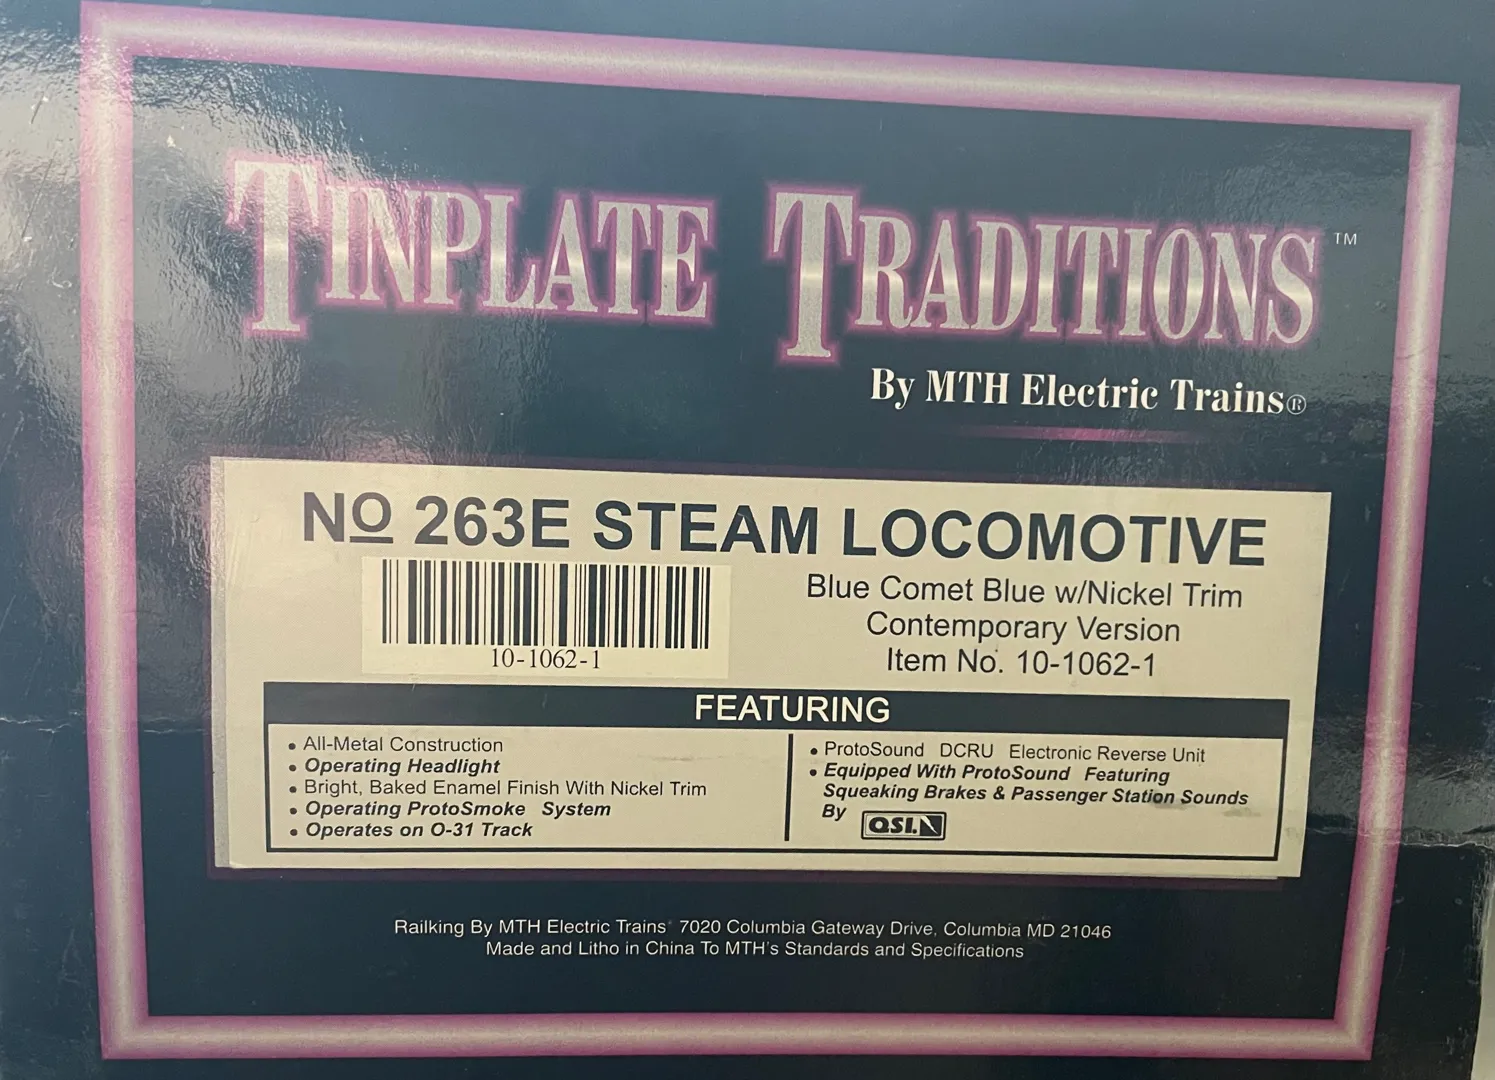 TINPLATE TRADITIONS™
By MTH Electric Trains®
No 263E STEAM LOCOMOTIVE
10-1062-1
Blue Comet Blue w/Nickel Trim
Contemporary Version
Item No. 10-1062-1
FEATURING
• All-Metal Construction
• Operating Headlight
• Bright, Baked Enamel Finish With Nickel Trim
• Operating ProtoSmoke System
• Operates on O-31 Track
• ProtoSound DCRU Electronic Reverse Unit
• Equipped With ProtoSound Featuring
Squeaking Brakes & Passenger Station Sounds
By QSI.
Railking By MTH Electric Trains 7020 Columbia Gateway Drive, Columbia MD 21046
Made and Litho in China To MTH's Standards and Specifications